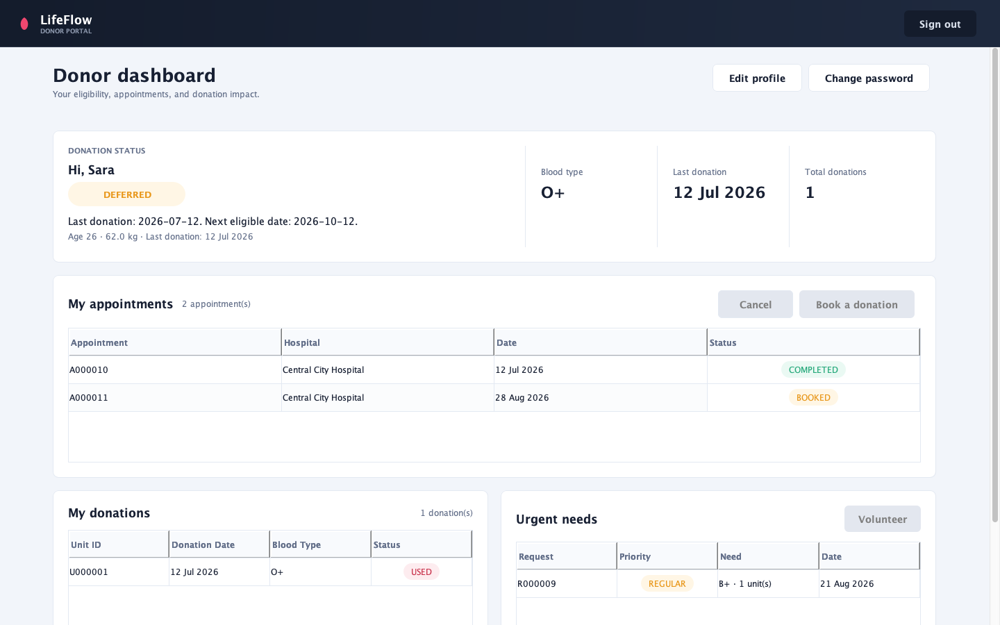 LifeFlow
DONOR PORTAL
Sign out
Donor dashboard
Your eligibility, appointments, and donation impact.
Edit profile
Change password
DONATION STATUS
Hi, Sara
DEFERRED
Last donation: 2026-07-12. Next eligible date: 2026-10-12.
Age 26 · 62.0 kg · Last donation: 12 Jul 2026
Blood type
O+
Last donation
12 Jul 2026
Total donations
1
My appointments 2 appointment(s)
Cancel
Book a donation
Appointment Hospital Date Status
A000010 Central City Hospital 12 Jul 2026 COMPLETED
A000011 Central City Hospital 28 Aug 2026 BOOKED
My donations 1 donation(s)
Unit ID Donation Date Blood Type Status
U000001 12 Jul 2026 O+ USED
Urgent needs
Volunteer
Request Priority Need Date
R000009 REGULAR B+ · 1 unit(s) 21 Aug 2026